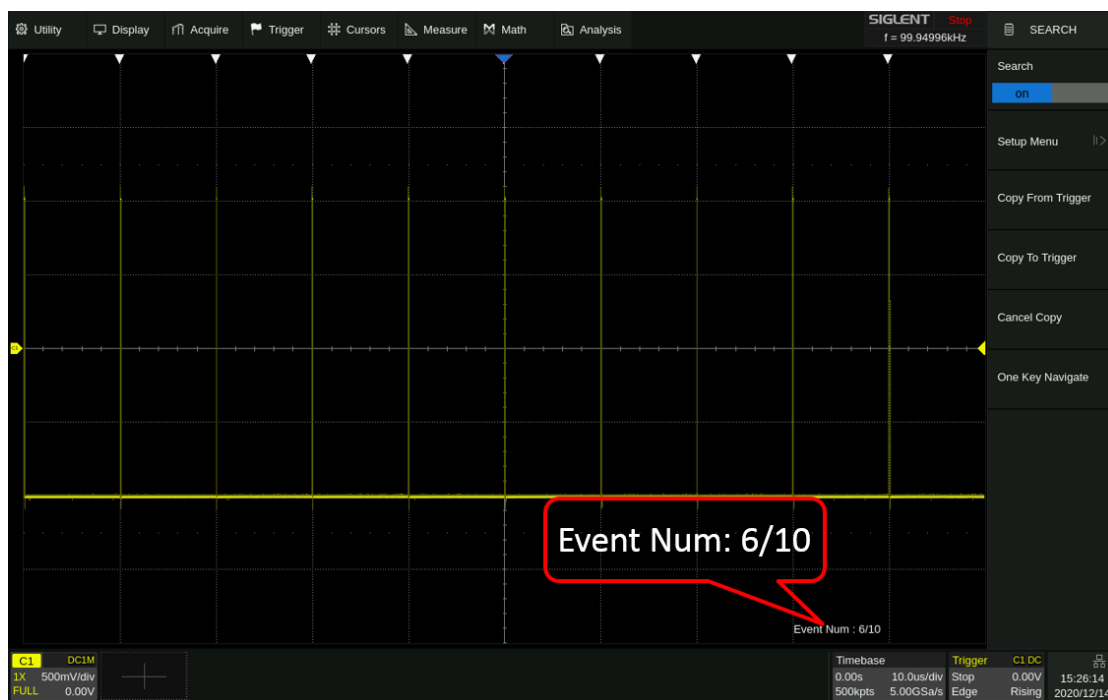 Utility Display Acquire Trigger Cursors Measure Math Analysis
SIGLENT Stop
f = 99.94996kHz
SEARCH
Search
on
Setup Menu
Copy From Trigger
Copy To Trigger
Cancel Copy
One Key Navigate
C1
Event Num: 6/10
Event Num : 6/10
C1 DC1M
1X 500mV/div
FULL 0.00V
Timebase
0.00s 10.0us/div
500kpts 5.00GSa/s
Trigger C1 DC
Stop 0.00V
Edge Rising
15:26:14
2020/12/14